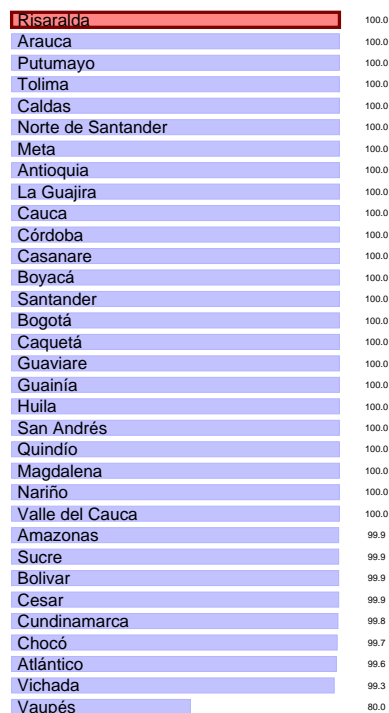 Risaralda 100.0
Arauca 100.0
Putumayo 100.0
Tolima 100.0
Caldas 100.0
Norte de Santander 100.0
Meta 100.0
Antioquia 100.0
La Guajira 100.0
Cauca 100.0
Córdoba 100.0
Casanare 100.0
Boyacá 100.0
Santander 100.0
Bogotá 100.0
Caquetá 100.0
Guaviare 100.0
Guainía 100.0
Huila 100.0
San Andrés 100.0
Quindío 100.0
Magdalena 100.0
Nariño 100.0
Valle del Cauca 100.0
Amazonas 99.9
Sucre 99.9
Bolivar 99.9
Cesar 99.9
Cundinamarca 99.8
Chocó 99.7
Atlántico 99.6
Vichada 99.3
Vaupés 80.0